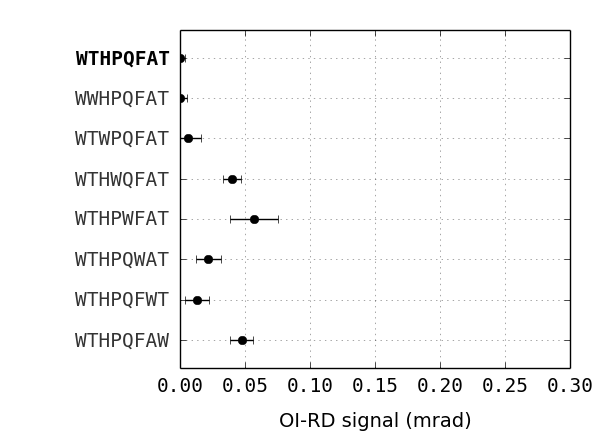 WTHPQFAT
WWHPQFAT
WTWPQFAT
WTHWQFAT
WTHPWFAT
WTHPQWAT
WTHPQFWT
WTHPQFAW
0.00 0.05 0.10 0.15 0.20 0.25 0.30
OI-RD signal (mrad)